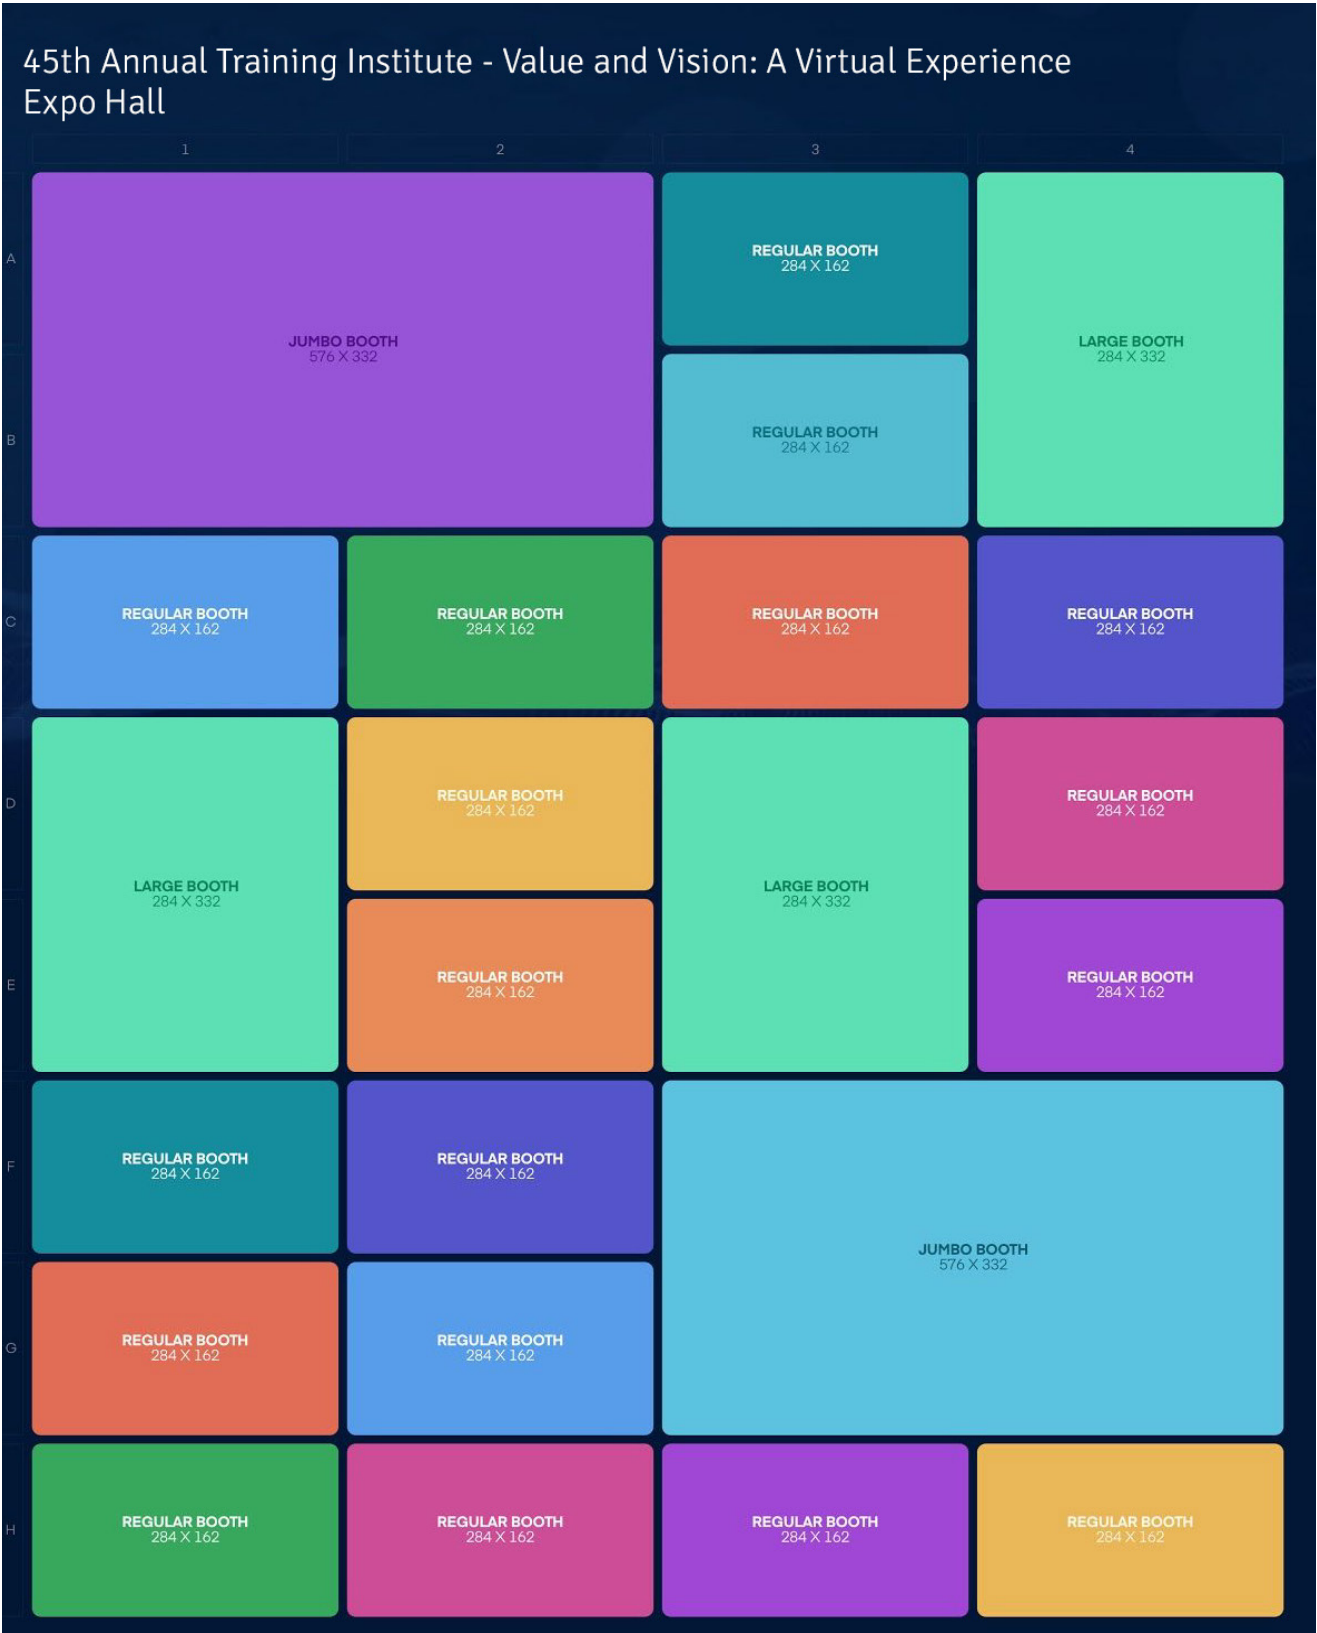 45th Annual Training Institute - Value and Vision: A Virtual Experience
Expo Hall
1
2
3
4
A
JUMBO BOOTH
576 X 332
REGULAR BOOTH
284 X 162
LARGE BOOTH
284 X 332
B
REGULAR BOOTH
284 X 162
C
REGULAR BOOTH
284 X 162
REGULAR BOOTH
284 X 162
REGULAR BOOTH
284 X 162
REGULAR BOOTH
284 X 162
D
LARGE BOOTH
284 X 332
REGULAR BOOTH
284 X 162
LARGE BOOTH
284 X 332
REGULAR BOOTH
284 X 162
E
REGULAR BOOTH
284 X 162
REGULAR BOOTH
284 X 162
F
REGULAR BOOTH
284 X 162
REGULAR BOOTH
284 X 162
JUMBO BOOTH
576 X 332
G
REGULAR BOOTH
284 X 162
REGULAR BOOTH
284 X 162
H
REGULAR BOOTH
284 X 162
REGULAR BOOTH
284 X 162
REGULAR BOOTH
284 X 162
REGULAR BOOTH
284 X 162